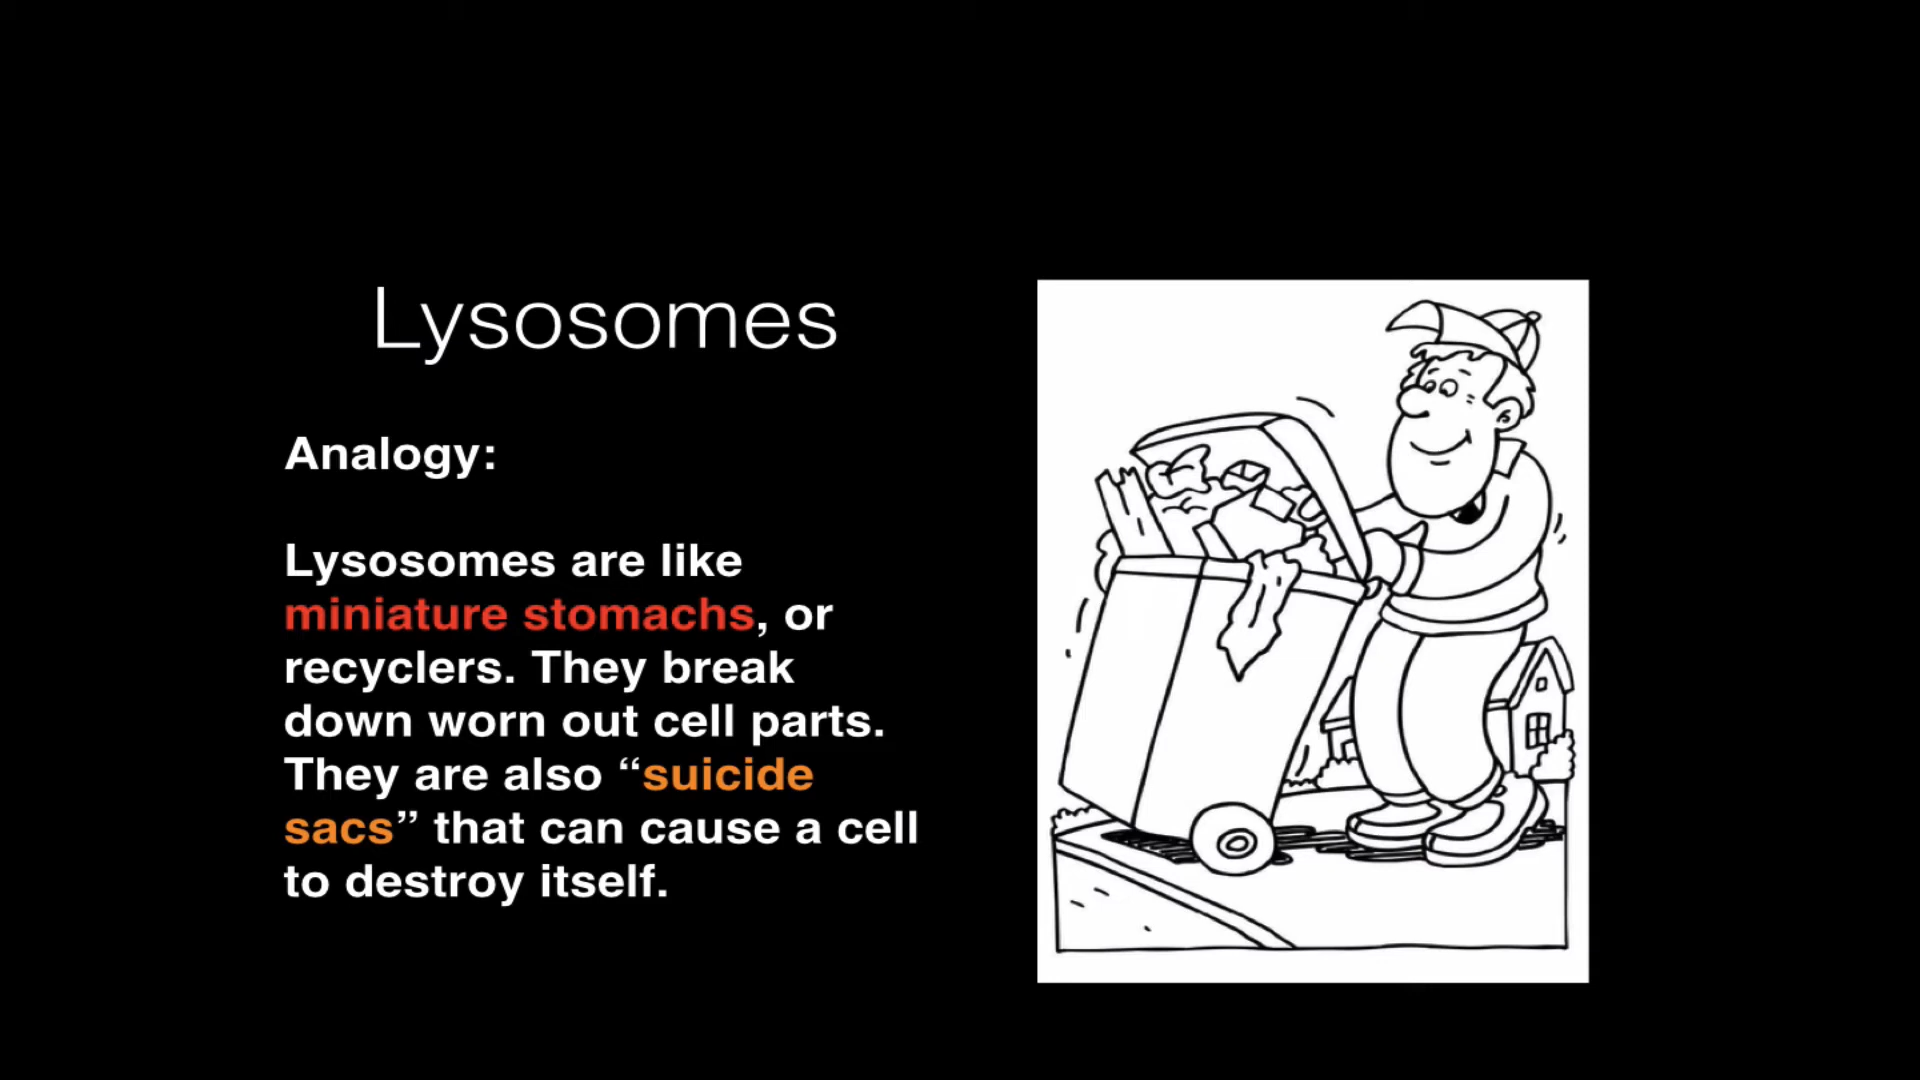 Lysosomes
Analogy:
Lysosomes are like
miniature stomachs, or
recyclers. They break
down worn out cell parts.
They are also “suicide
sacs” that can cause a cell
to destroy itself.